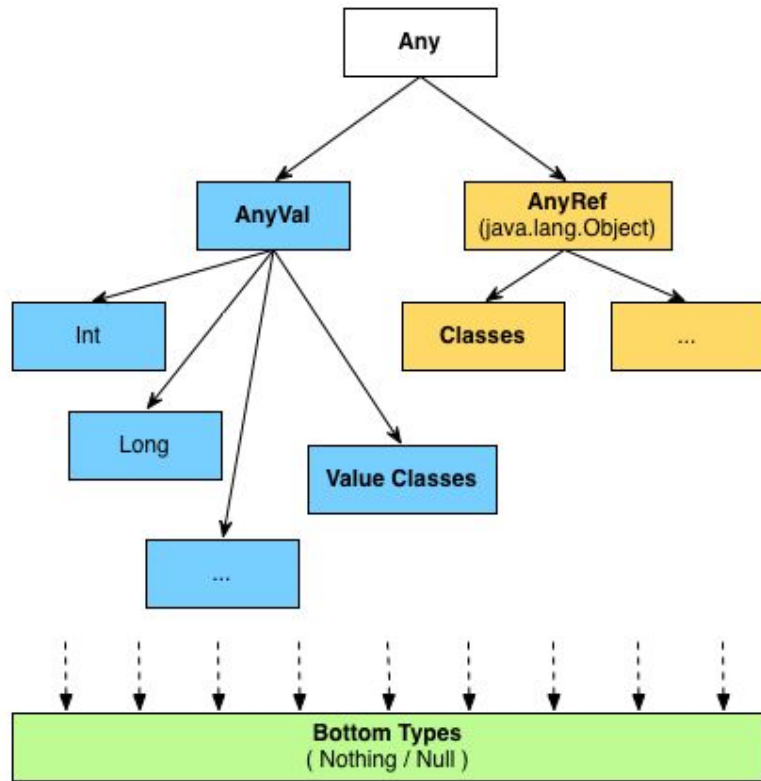 Any
AnyVal
AnyRef
(java.lang.Object)
Int
Classes
...
Long
Value Classes
...
Bottom Types
( Nothing / Null )